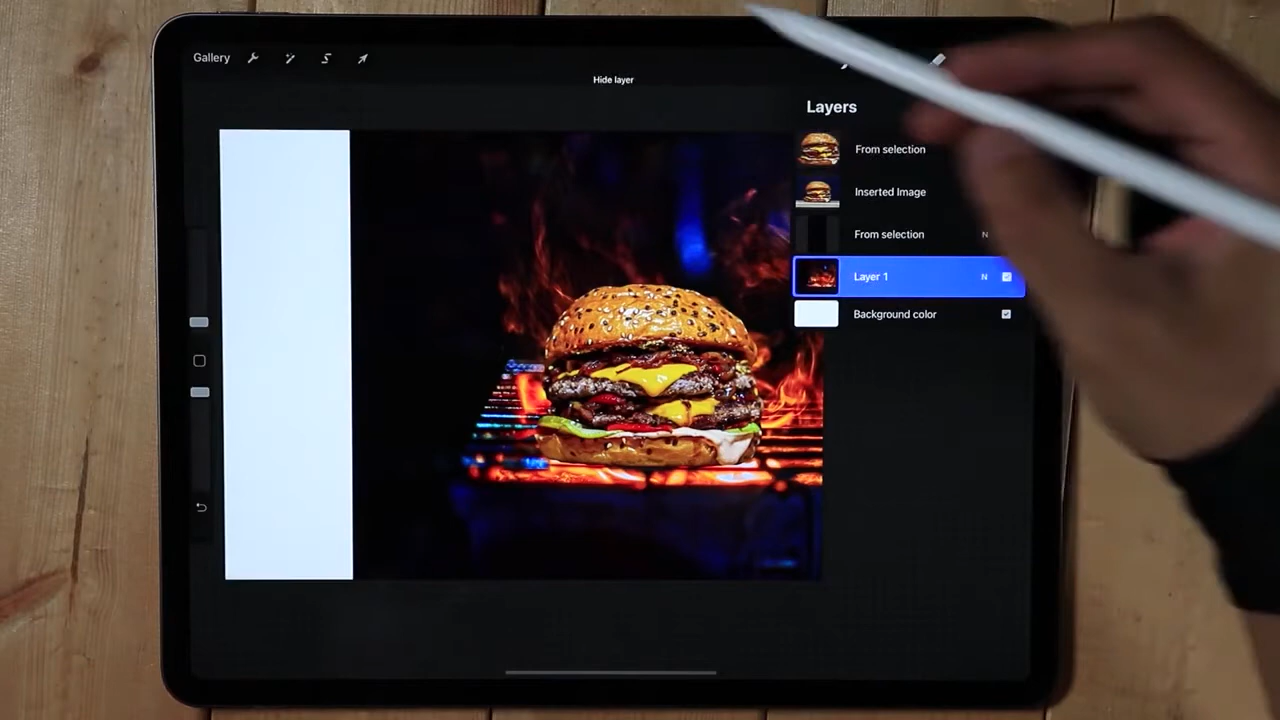 Gallery
Hide layer
Layers
From selection
Inserted Image
From selection N
Layer 1 N
Background color